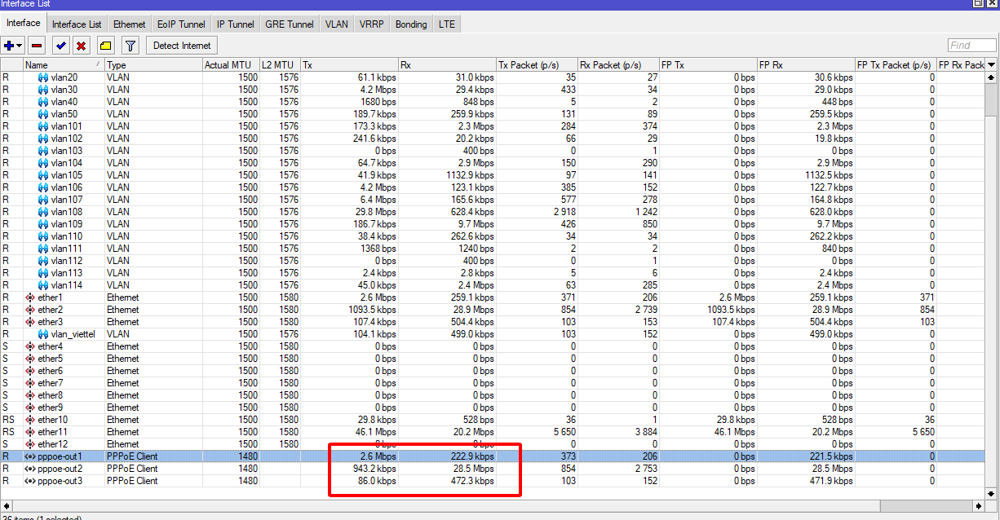 Interface List
Interface Interface List Ethernet EoIP Tunnel IP Tunnel GRE Tunnel VLAN VRRP Bonding LTE
Detect Internet Find
Name / Type Actual MTU L2 MTU Tx Rx Tx Packet (p/s) Rx Packet (p/s) FP Tx FP Rx FP Tx Packet (p/s) FP Rx Pack
R vlan20 VLAN 1500 1576 61.1 kbps 31.0 kbps 35 27 0 bps 30.6 kbps 0
R vlan30 VLAN 1500 1576 4.2 Mbps 29.4 kbps 433 34 0 bps 29.0 kbps 0
R vlan40 VLAN 1500 1576 1680 bps 848 bps 5 2 0 bps 448 bps 0
R vlan50 VLAN 1500 1576 189.7 kbps 259.9 kbps 131 89 0 bps 259.5 kbps 0
R vlan101 VLAN 1500 1576 173.3 kbps 2.3 Mbps 284 374 0 bps 2.3 Mbps 0
R vlan102 VLAN 1500 1576 241.6 kbps 20.2 kbps 66 29 0 bps 19.8 kbps 0
R vlan103 VLAN 1500 1576 0 bps 400 bps 0 1 0 bps 0 bps 0
R vlan104 VLAN 1500 1576 64.7 kbps 2.9 Mbps 150 290 0 bps 2.9 Mbps 0
R vlan105 VLAN 1500 1576 41.9 kbps 1132.9 kbps 97 141 0 bps 1132.5 kbps 0
R vlan106 VLAN 1500 1576 4.2 Mbps 123.1 kbps 385 152 0 bps 122.7 kbps 0
R vlan107 VLAN 1500 1576 6.4 Mbps 165.6 kbps 577 278 0 bps 164.8 kbps 0
R vlan108 VLAN 1500 1576 29.8 Mbps 628.4 kbps 2 918 1 242 0 bps 628.0 kbps 0
R vlan109 VLAN 1500 1576 186.7 kbps 9.7 Mbps 426 850 0 bps 9.7 Mbps 0
R vlan110 VLAN 1500 1576 38.4 kbps 262.6 kbps 34 34 0 bps 262.2 kbps 0
R vlan111 VLAN 1500 1576 1368 bps 1240 bps 2 2 0 bps 840 bps 0
R vlan112 VLAN 1500 1576 0 bps 400 bps 0 1 0 bps 0 bps 0
R vlan113 VLAN 1500 1576 2.4 kbps 2.8 kbps 5 6 0 bps 2.4 kbps 0
R vlan114 VLAN 1500 1576 45.0 kbps 2.4 Mbps 63 285 0 bps 2.4 Mbps 0
R ether1 Ethernet 1500 1580 2.6 Mbps 259.1 kbps 371 206 2.6 Mbps 259.1 kbps 371
R ether2 Ethernet 1500 1580 1093.5 kbps 28.9 Mbps 854 2 739 1093.5 kbps 28.9 Mbps 854
R ether3 Ethernet 1500 1580 107.4 kbps 504.4 kbps 103 153 107.4 kbps 504.4 kbps 103
R vlan_viettel VLAN 1500 1576 104.1 kbps 499.0 kbps 103 152 0 bps 499.0 kbps 0
S ether4 Ethernet 1500 1580 0 bps 0 bps 0 0 0 bps 0 bps 0
S ether5 Ethernet 1500 1580 0 bps 0 bps 0 0 0 bps 0 bps 0
S ether6 Ethernet 1500 1580 0 bps 0 bps 0 0 0 bps 0 bps 0
S ether7 Ethernet 1500 1580 0 bps 0 bps 0 0 0 bps 0 bps 0
S ether8 Ethernet 1500 1580 0 bps 0 bps 0 0 0 bps 0 bps 0
S ether9 Ethernet 1500 1580 0 bps 0 bps 0 0 0 bps 0 bps 0
RS ether10 Ethernet 1500 1580 29.8 kbps 528 bps 36 1 29.8 kbps 528 bps 36
RS ether11 Ethernet 1500 1580 46.1 Mbps 20.2 Mbps 5 650 3 884 46.1 Mbps 20.2 Mbps 5 650
S ether12 Ethernet 1500 1580 0 bps 0 bps 0 0 0 bps 0 bps 0
R pppoe-out1 PPPoE Client 1480 2.6 Mbps 222.9 kbps 373 206 0 bps 221.5 kbps 0
R pppoe-out2 PPPoE Client 1480 943.2 kbps 28.5 Mbps 854 2 753 0 bps 28.5 Mbps 0
R pppoe-out3 PPPoE Client 1480 86.0 kbps 472.3 kbps 103 152 0 bps 471.9 kbps 0
36 items (1 selected)